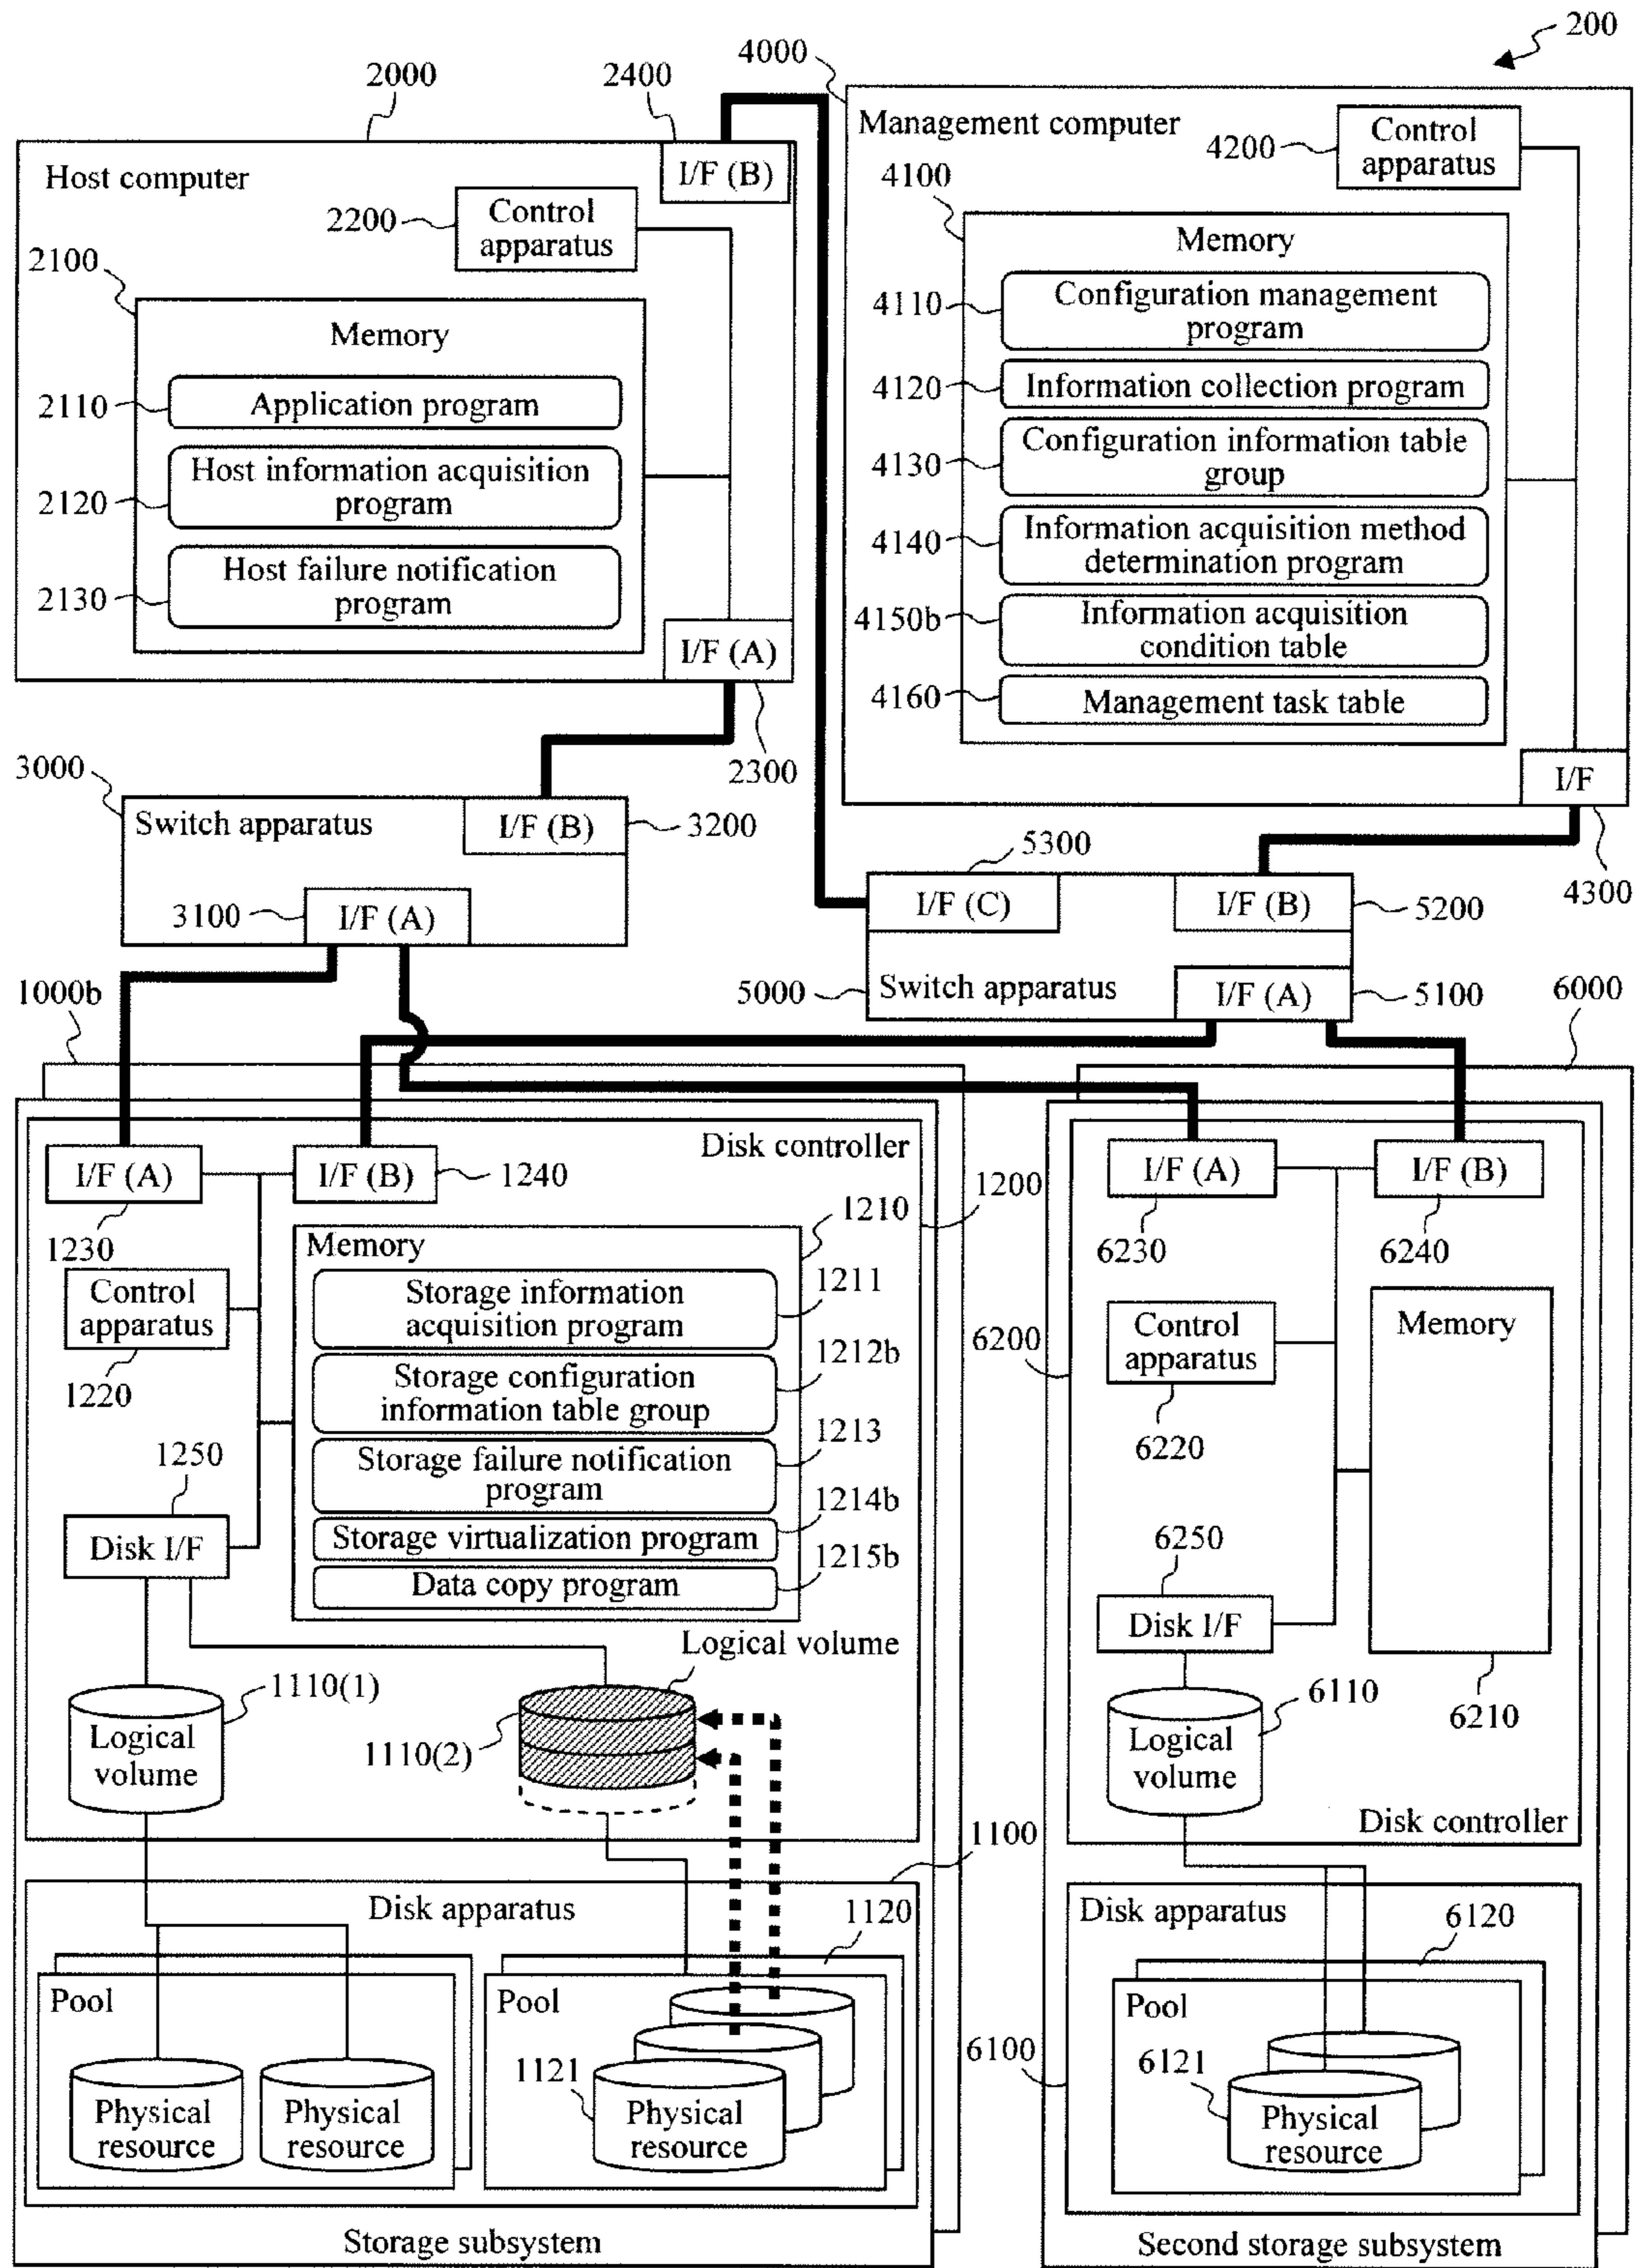 200
4000
2000
2400
Host computer
I/F (B)
2200
Control
apparatus
2100
Memory
2110
Application program
2120
Host information acquisition
program
2130
Host failure notification
program
I/F (A)
2300
Management computer
4200
Control
apparatus
4100
Memory
4110
Configuration management
program
4120
Information collection program
4130
Configuration information table
group
4140
Information acquisition method
determination program
4150b
Information acquisition
condition table
4160
Management task table
I/F
4300
3000
Switch apparatus
I/F (B)
3200
3100
I/F (A)
5300
I/F (C)
I/F (B)
5200
5000
Switch apparatus
I/F (A)
5100
1000b
6000
Disk controller
I/F (A)
I/F (B)
1240
1200
1230
1210
Memory
Control
apparatus
1220
Storage information
acquisition program
1211
Storage configuration
information table group
1212b
Storage failure notification
program
1213
Storage virtualization program
1214b
Data copy program
1215b
1250
Disk I/F
Logical volume
1110(1)
Logical
volume
1110(2)
1100
Disk apparatus
1120
Pool
Physical
resource
Physical
resource
Pool
1121
Physical
resource
Storage subsystem
I/F (A)
I/F (B)
6230
6240
6200
Control
apparatus
6220
Memory
6210
6250
Disk I/F
6110
Logical
volume
Disk controller
Disk apparatus
6120
Pool
6100
6121
Physical
resource
Second storage subsystem